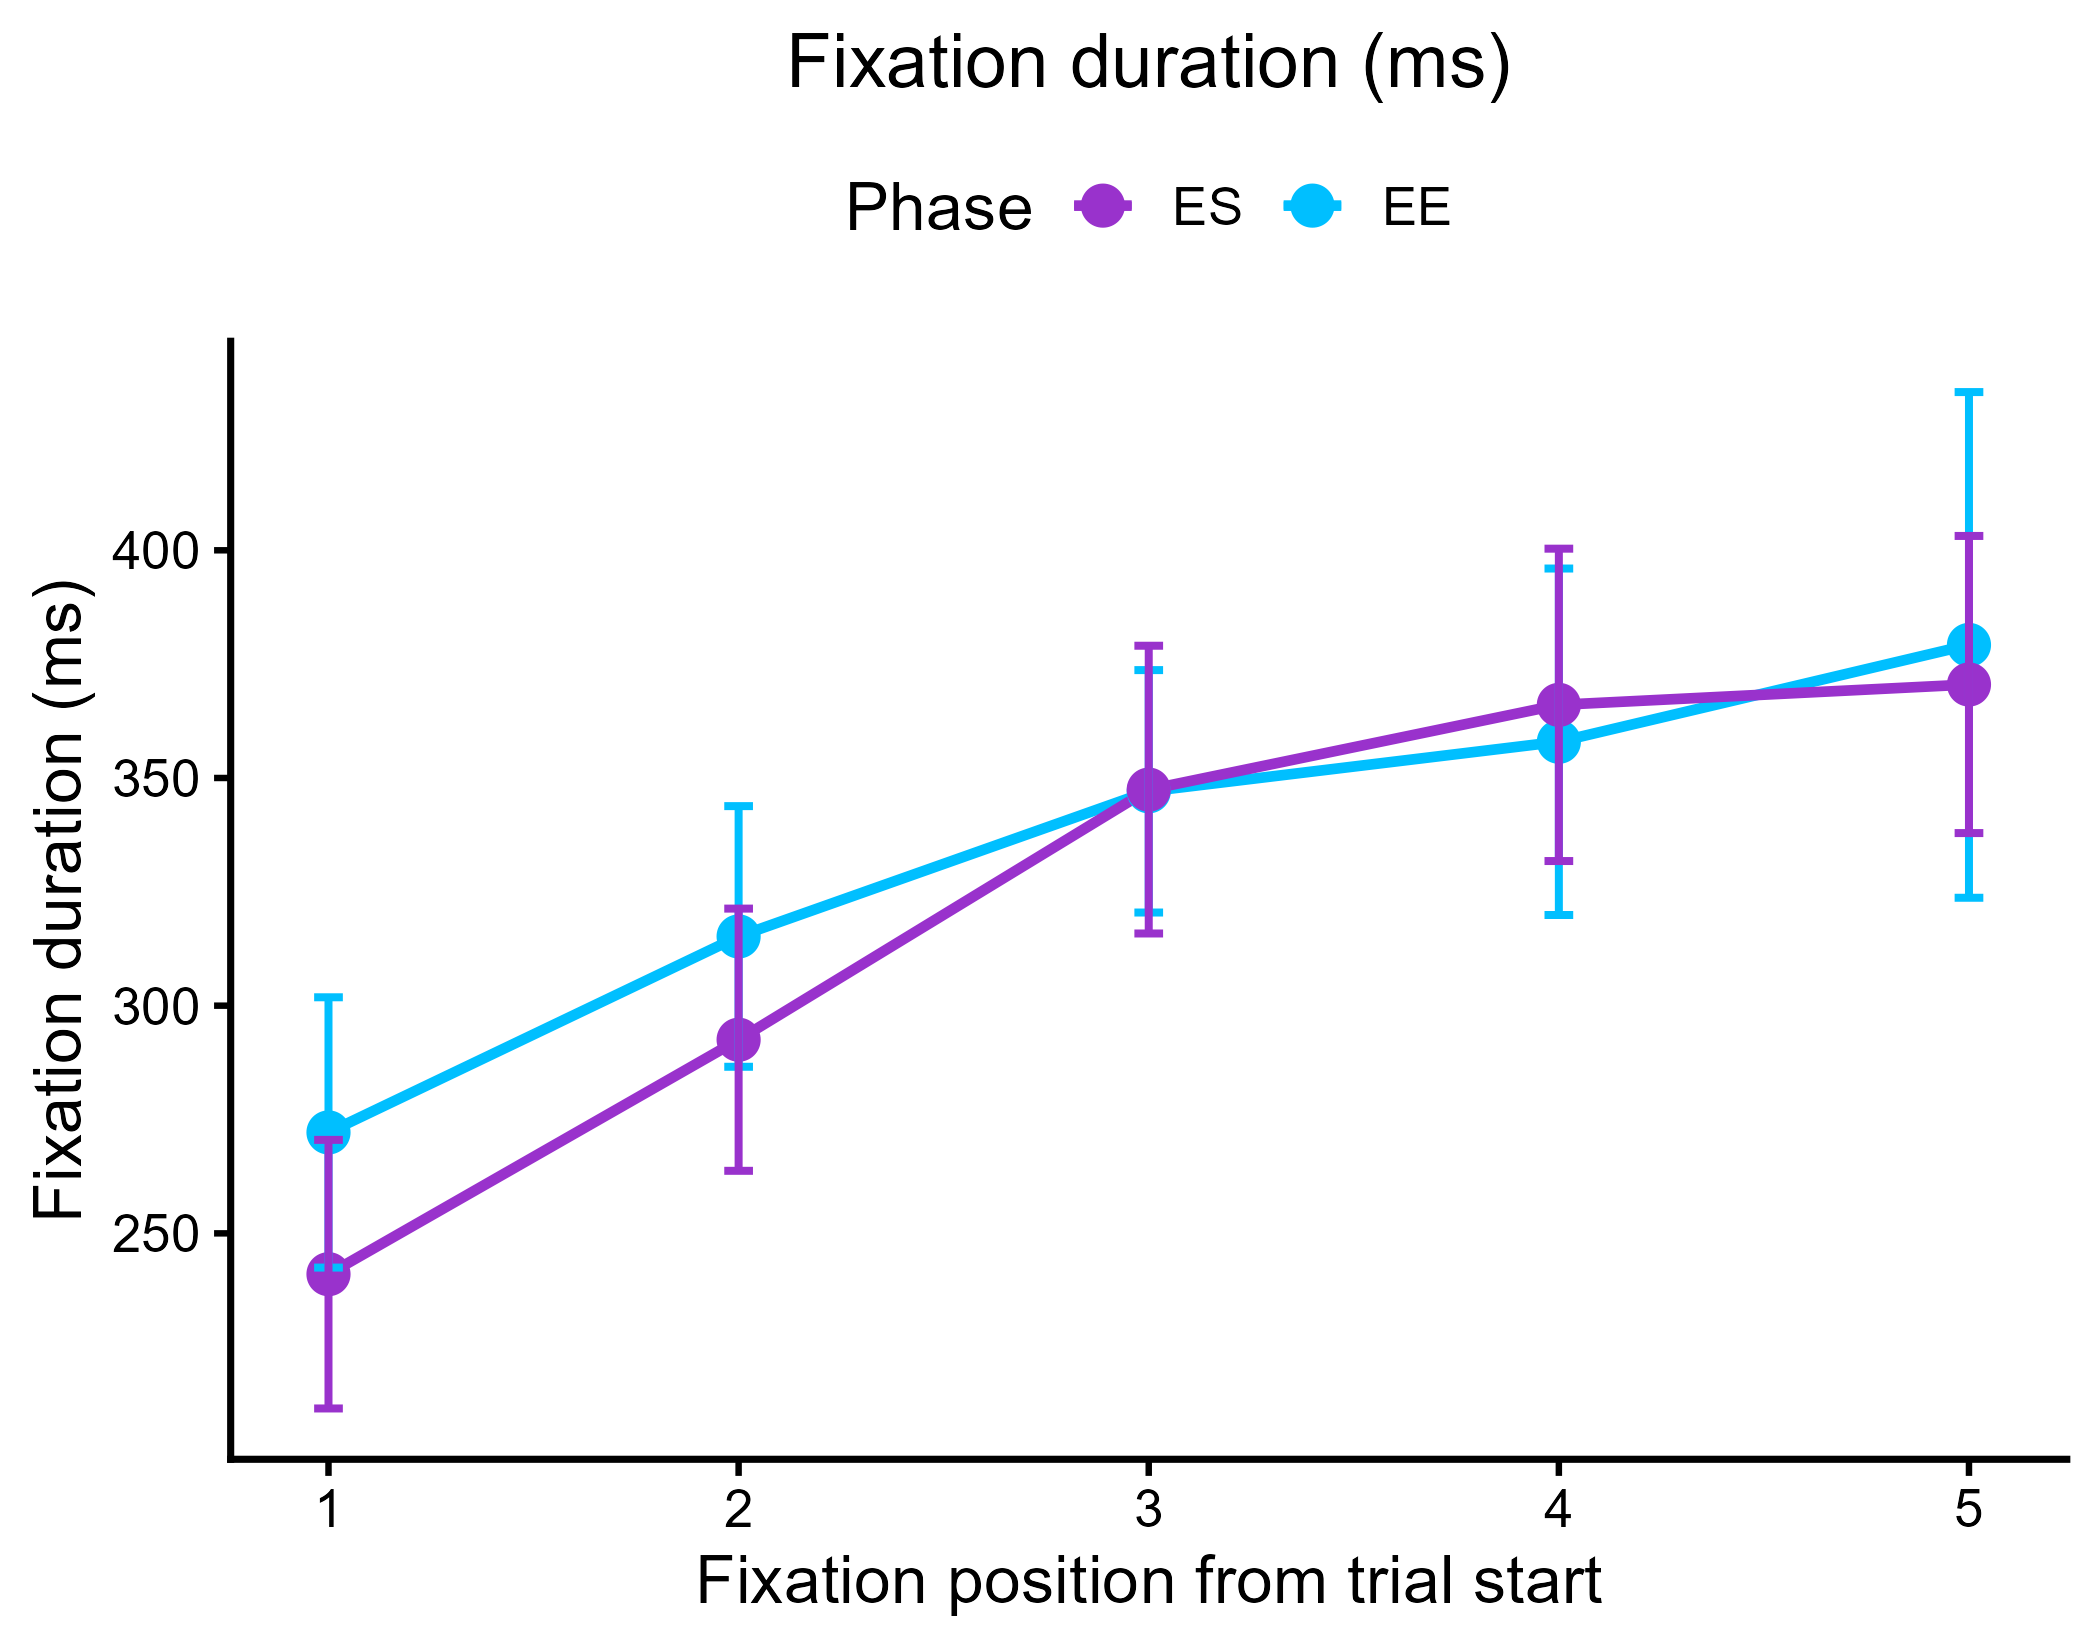 Fixation duration (ms)
Phase ES EE
Fixation duration (ms)
400
350
300
250
1 2 3 4 5
Fixation position from trial start